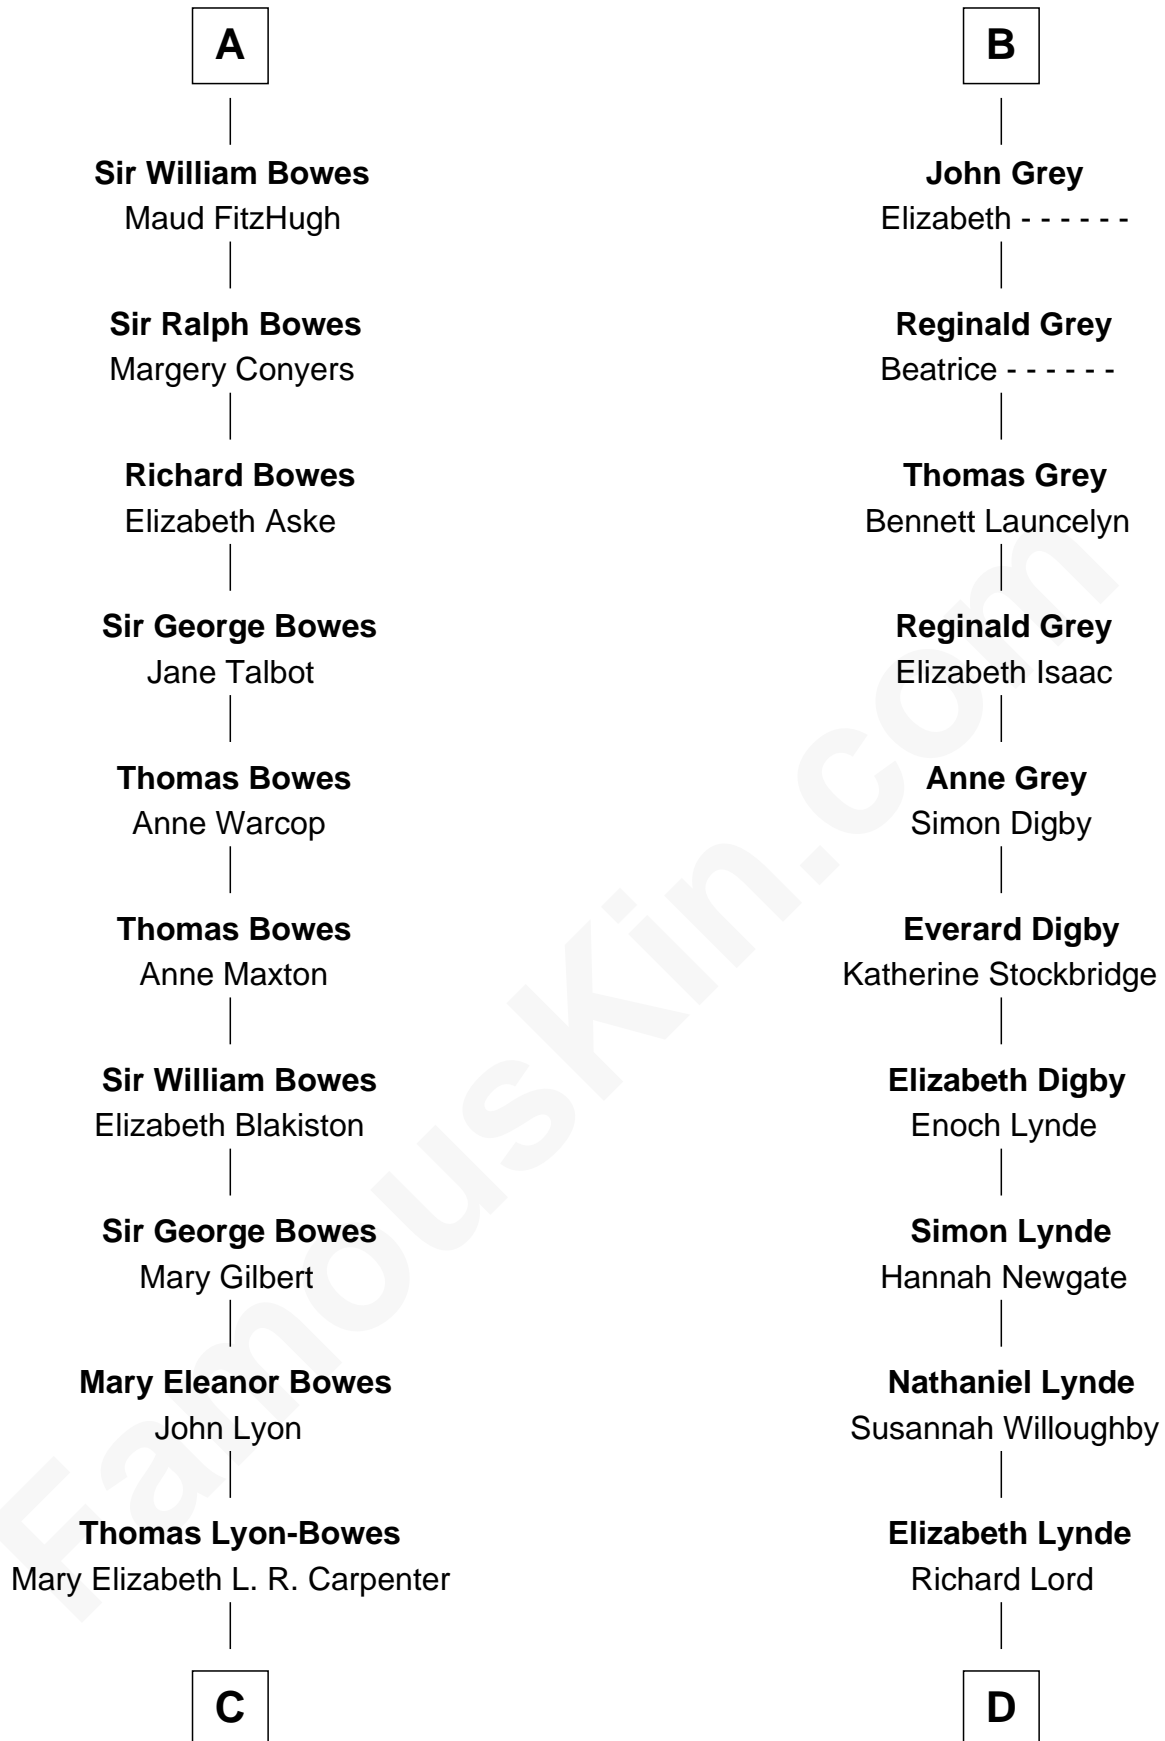 A
Sir William Bowes
Maud FitzHugh
Sir Ralph Bowes
Margery Conyers
Richard Bowes
Elizabeth Aske
Sir George Bowes
Jane Talbot
Thomas Bowes
Anne Warcop
Thomas Bowes
Anne Maxton
Sir William Bowes
Elizabeth Blakiston
Sir George Bowes
Mary Gilbert
Mary Eleanor Bowes
John Lyon
Thomas Lyon-Bowes
Mary Elizabeth L. R. Carpenter
C
B
John Grey
Elizabeth - - - - - -
Reginald Grey
Beatrice - - - - - -
Thomas Grey
Bennett Launcelyn
Reginald Grey
Elizabeth Isaac
Anne Grey
Simon Digby
Everard Digby
Katherine Stockbridge
Elizabeth Digby
Enoch Lynde
Simon Lynde
Hannah Newgate
Nathaniel Lynde
Susannah Willoughby
Elizabeth Lynde
Richard Lord
D
FamousKin.com